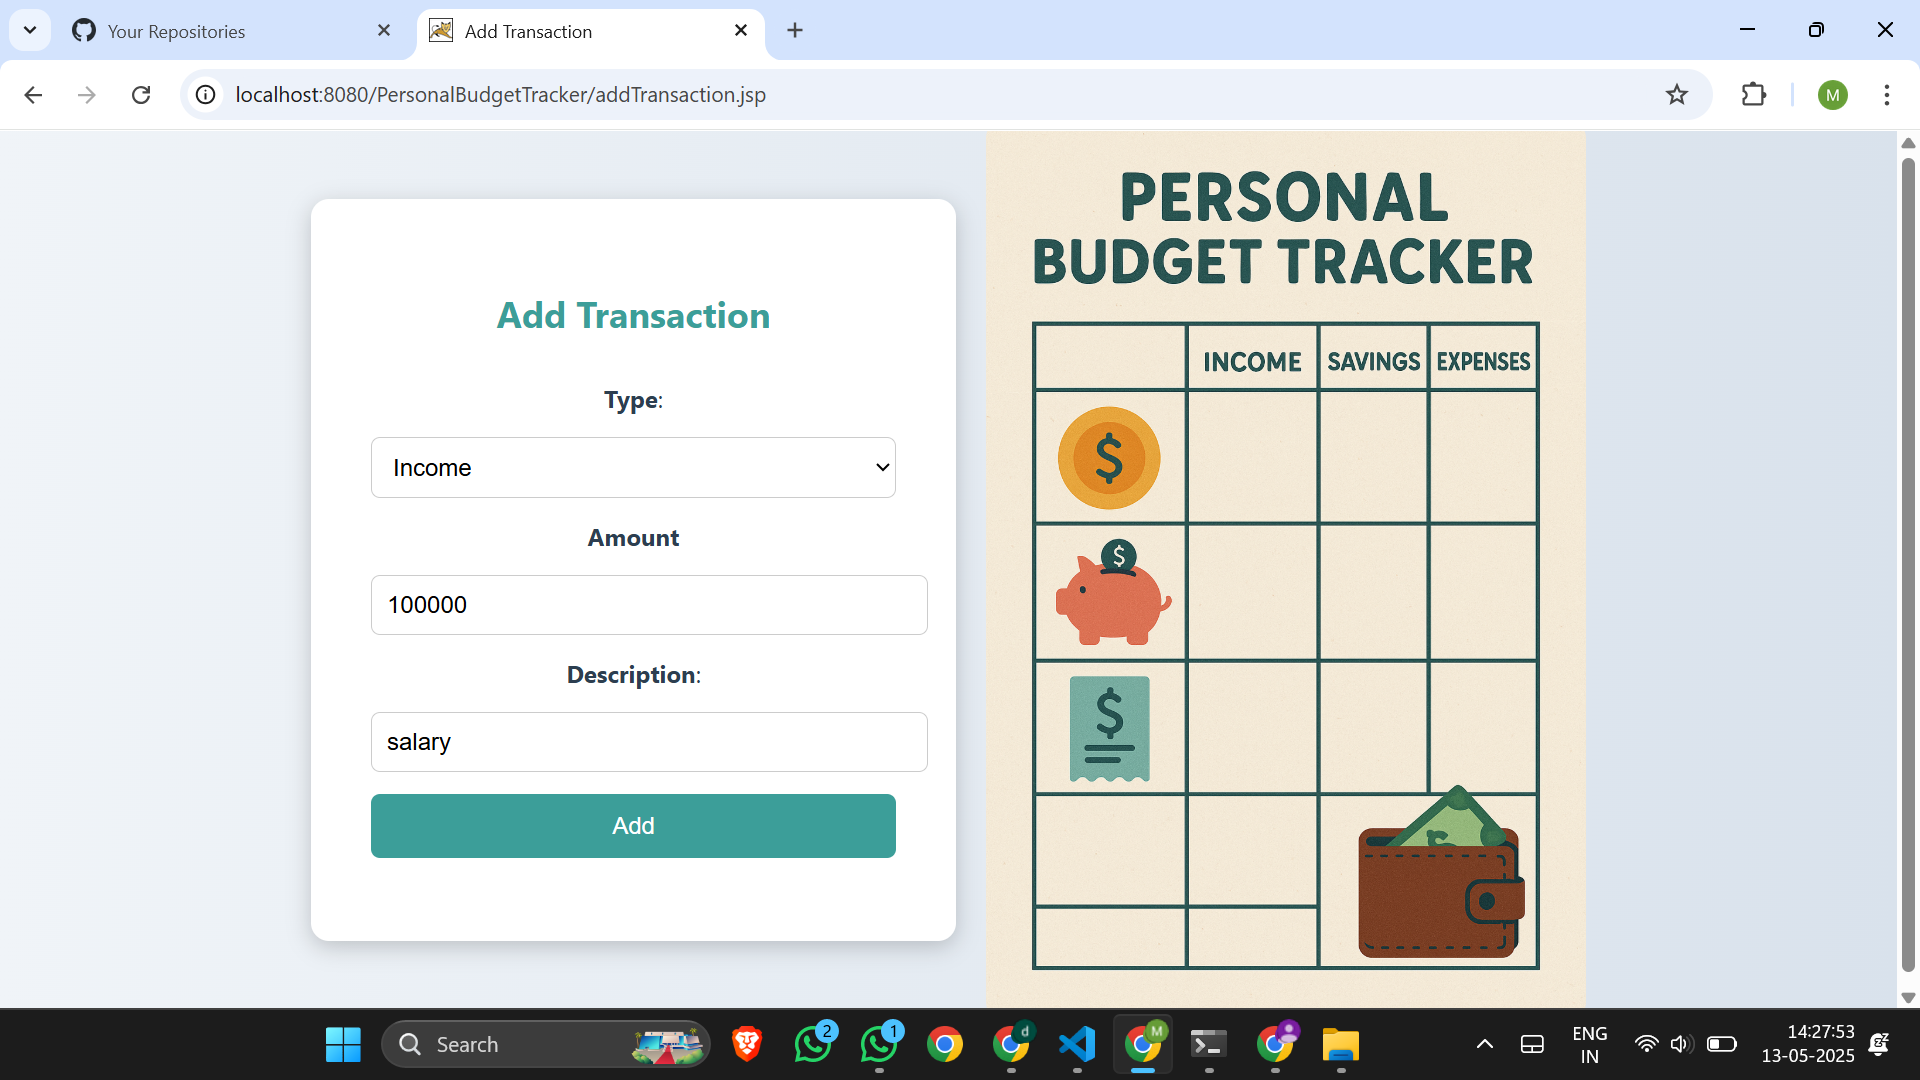 Your Repositories
Add Transaction
localhost:8080/PersonalBudgetTracker/addTransaction.jsp
M
Add Transaction
Type:
Income
Amount
100000
Description:
salary
Add
PERSONAL
BUDGET TRACKER
INCOME SAVINGS EXPENSES
$
$
$
Search
2
1
d
M
ENG
IN
14:27:53
13-05-2025